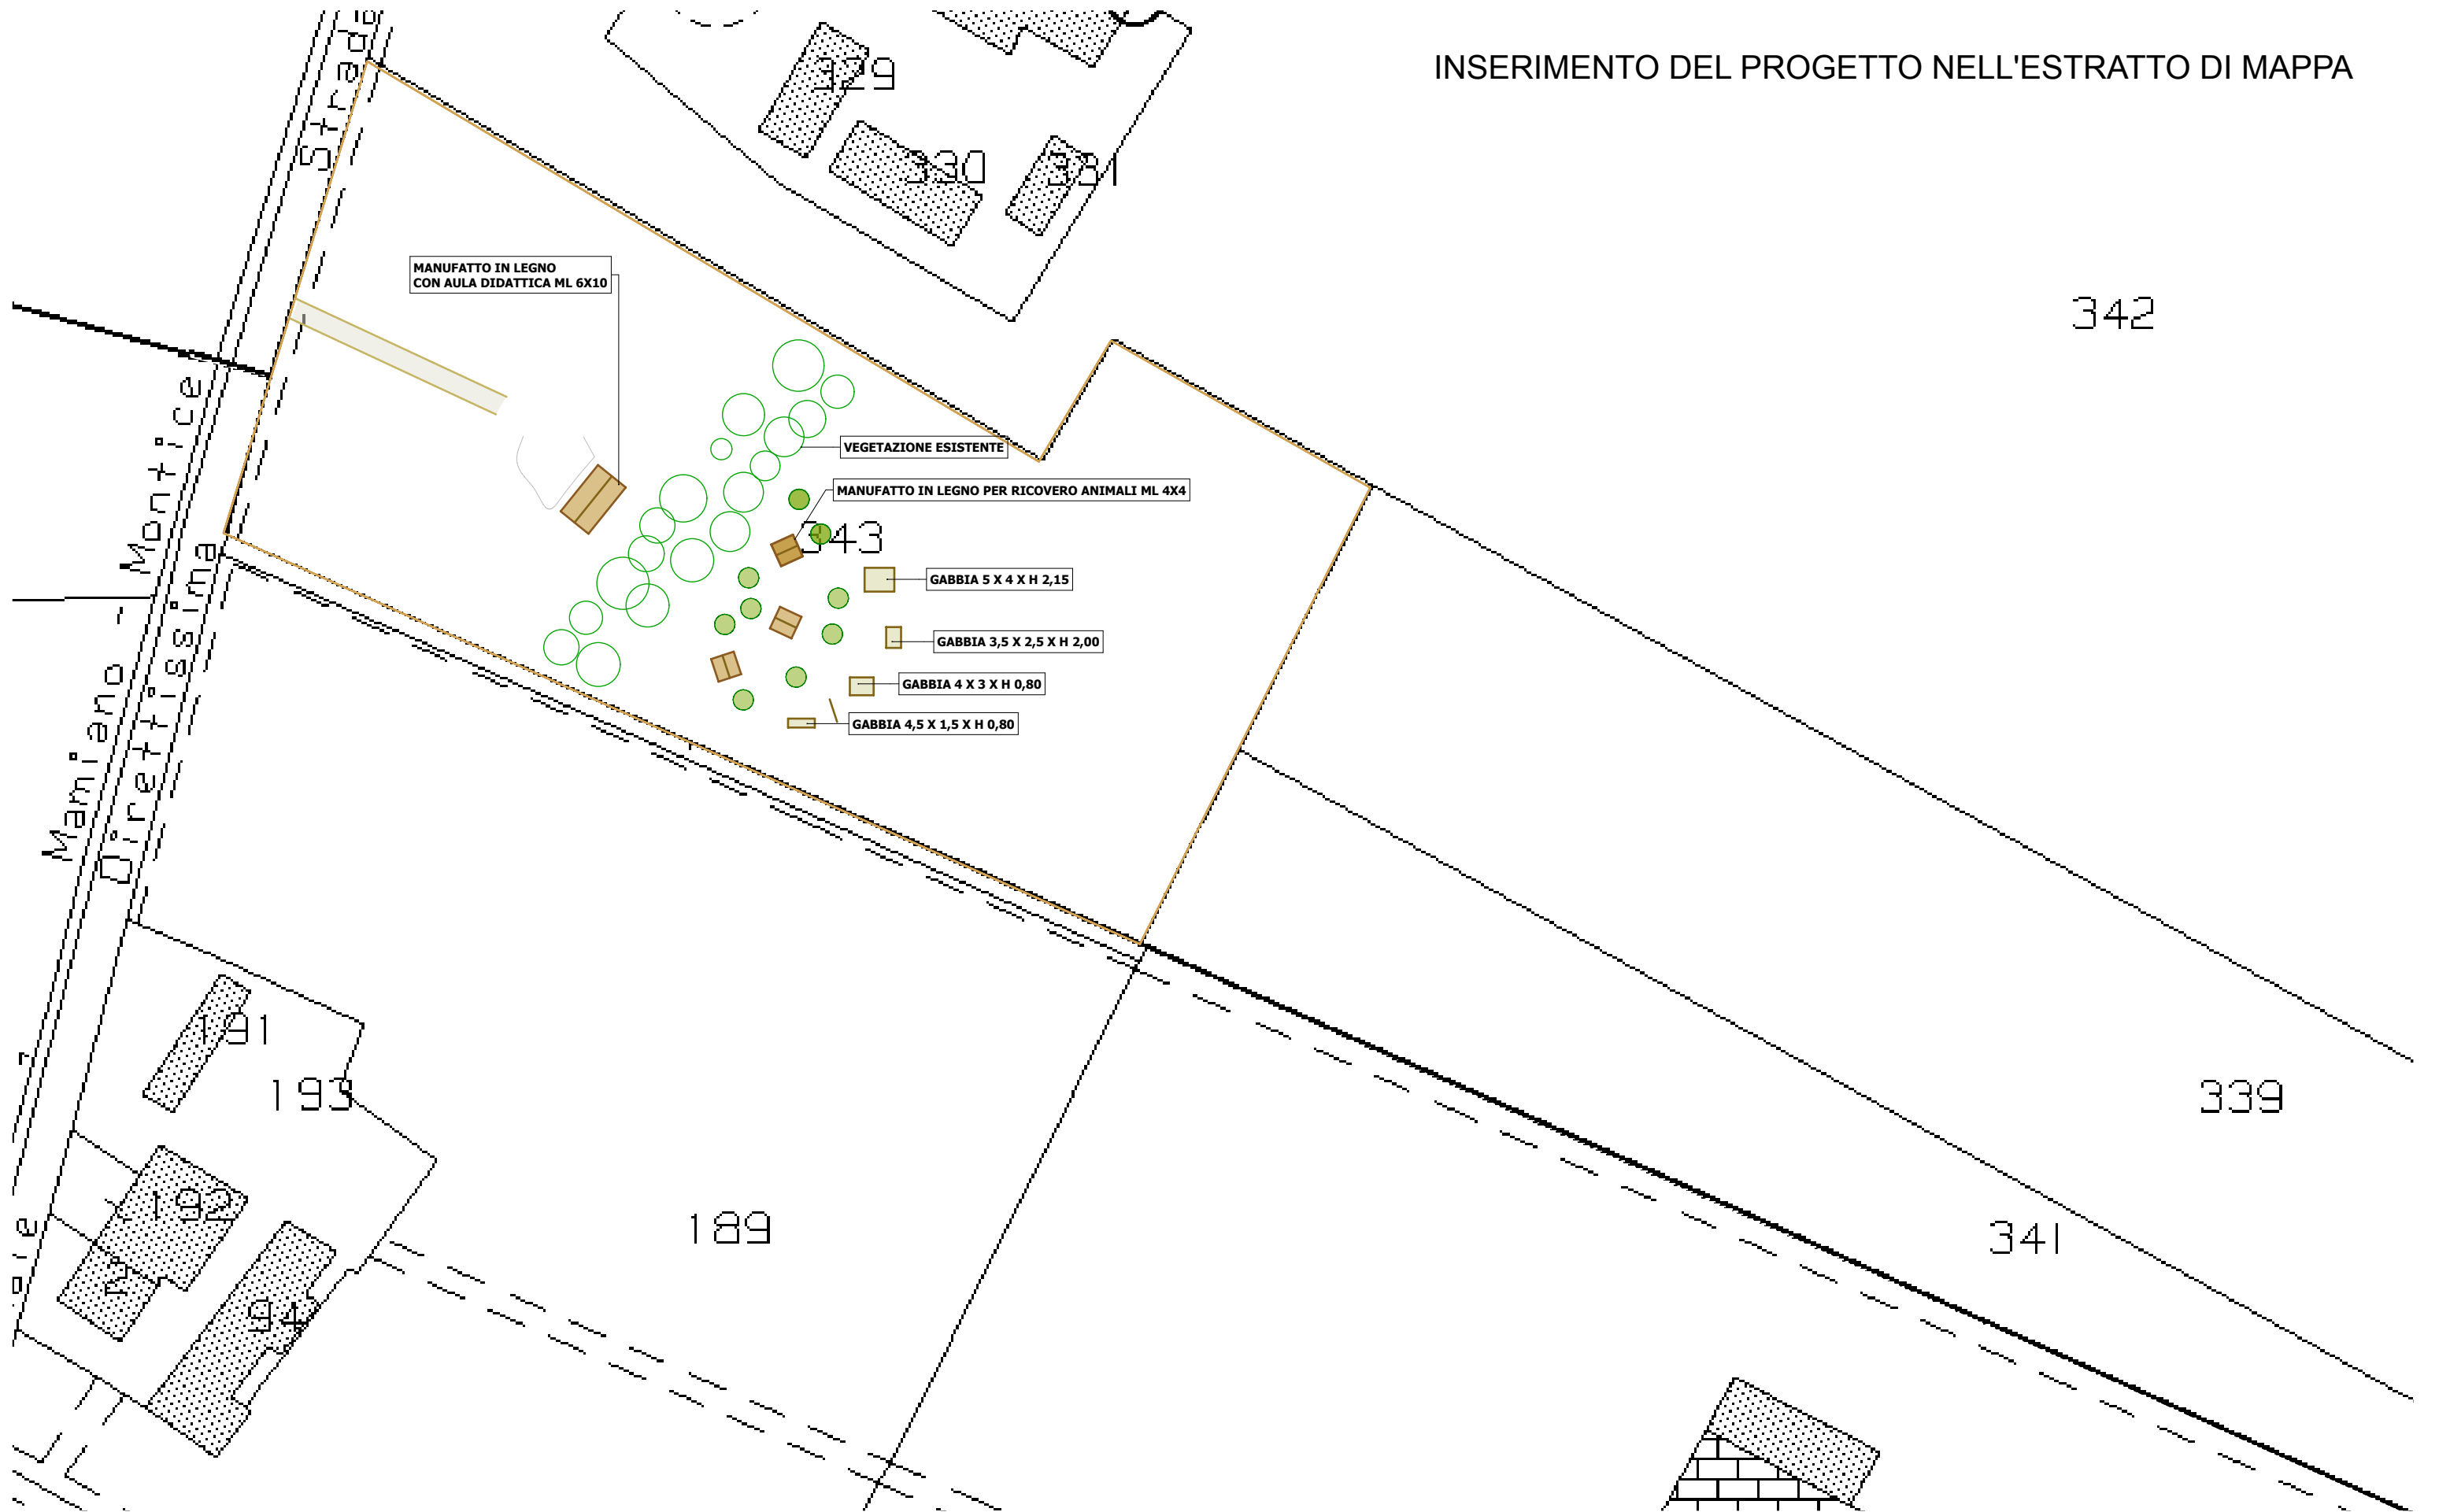 INSERIMENTO DEL PROGETTO NELL'ESTRATTO DI MAPPA
Strada
329
330
331
342
MANUFATTO IN LEGNO
CON AULA DIDATTICA ML 6X10
VEGETAZIONE ESISTENTE
MANUFATTO IN LEGNO PER RICOVERO ANIMALI ML 4X4
343
GABBIA 5 X 4 X H 2,15
GABBIA 3,5 X 2,5 X H 2,00
GABBIA 4 X 3 X H 0,80
GABBIA 4,5 X 1,5 X H 0,80
Mamiano - Montice
Direttissima
191
193
339
192
189
341
94